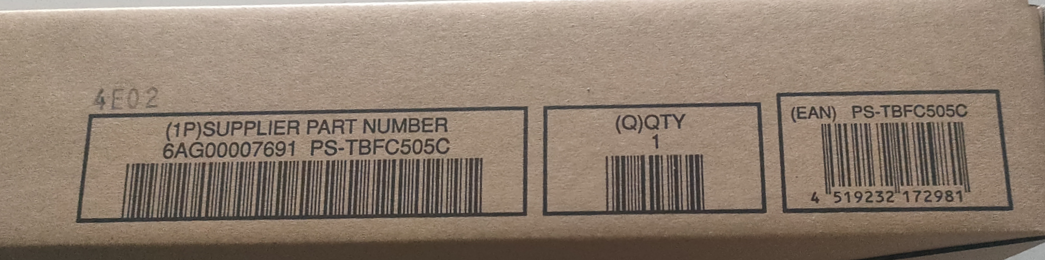 4E02
(1P)SUPPLIER PART NUMBER
6AG00007691 PS-TBFC505C
(Q)QTY
1
(EAN) PS-TBFC505C
4 519232 172981